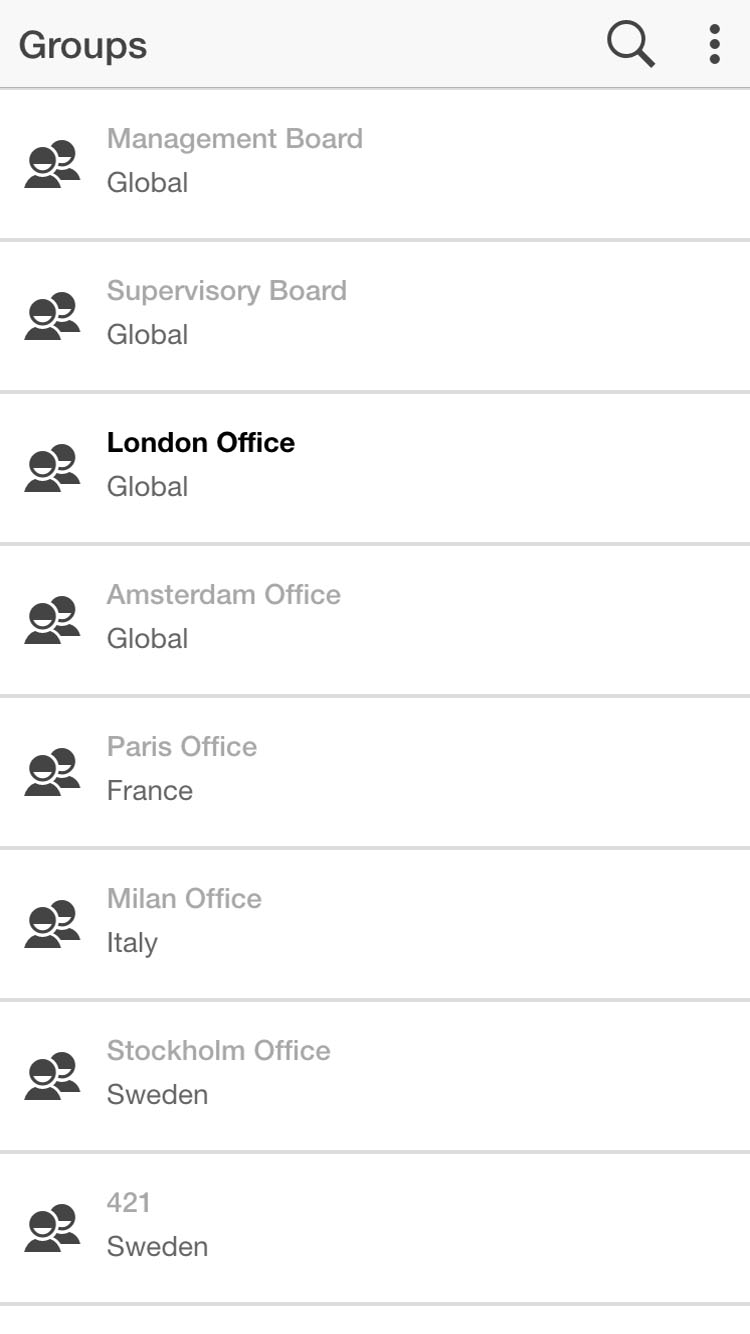 Groups
Management Board
Global
Supervisory Board
Global
London Office
Global
Amsterdam Office
Global
Paris Office
France
Milan Office
Italy
Stockholm Office
Sweden
421
Sweden